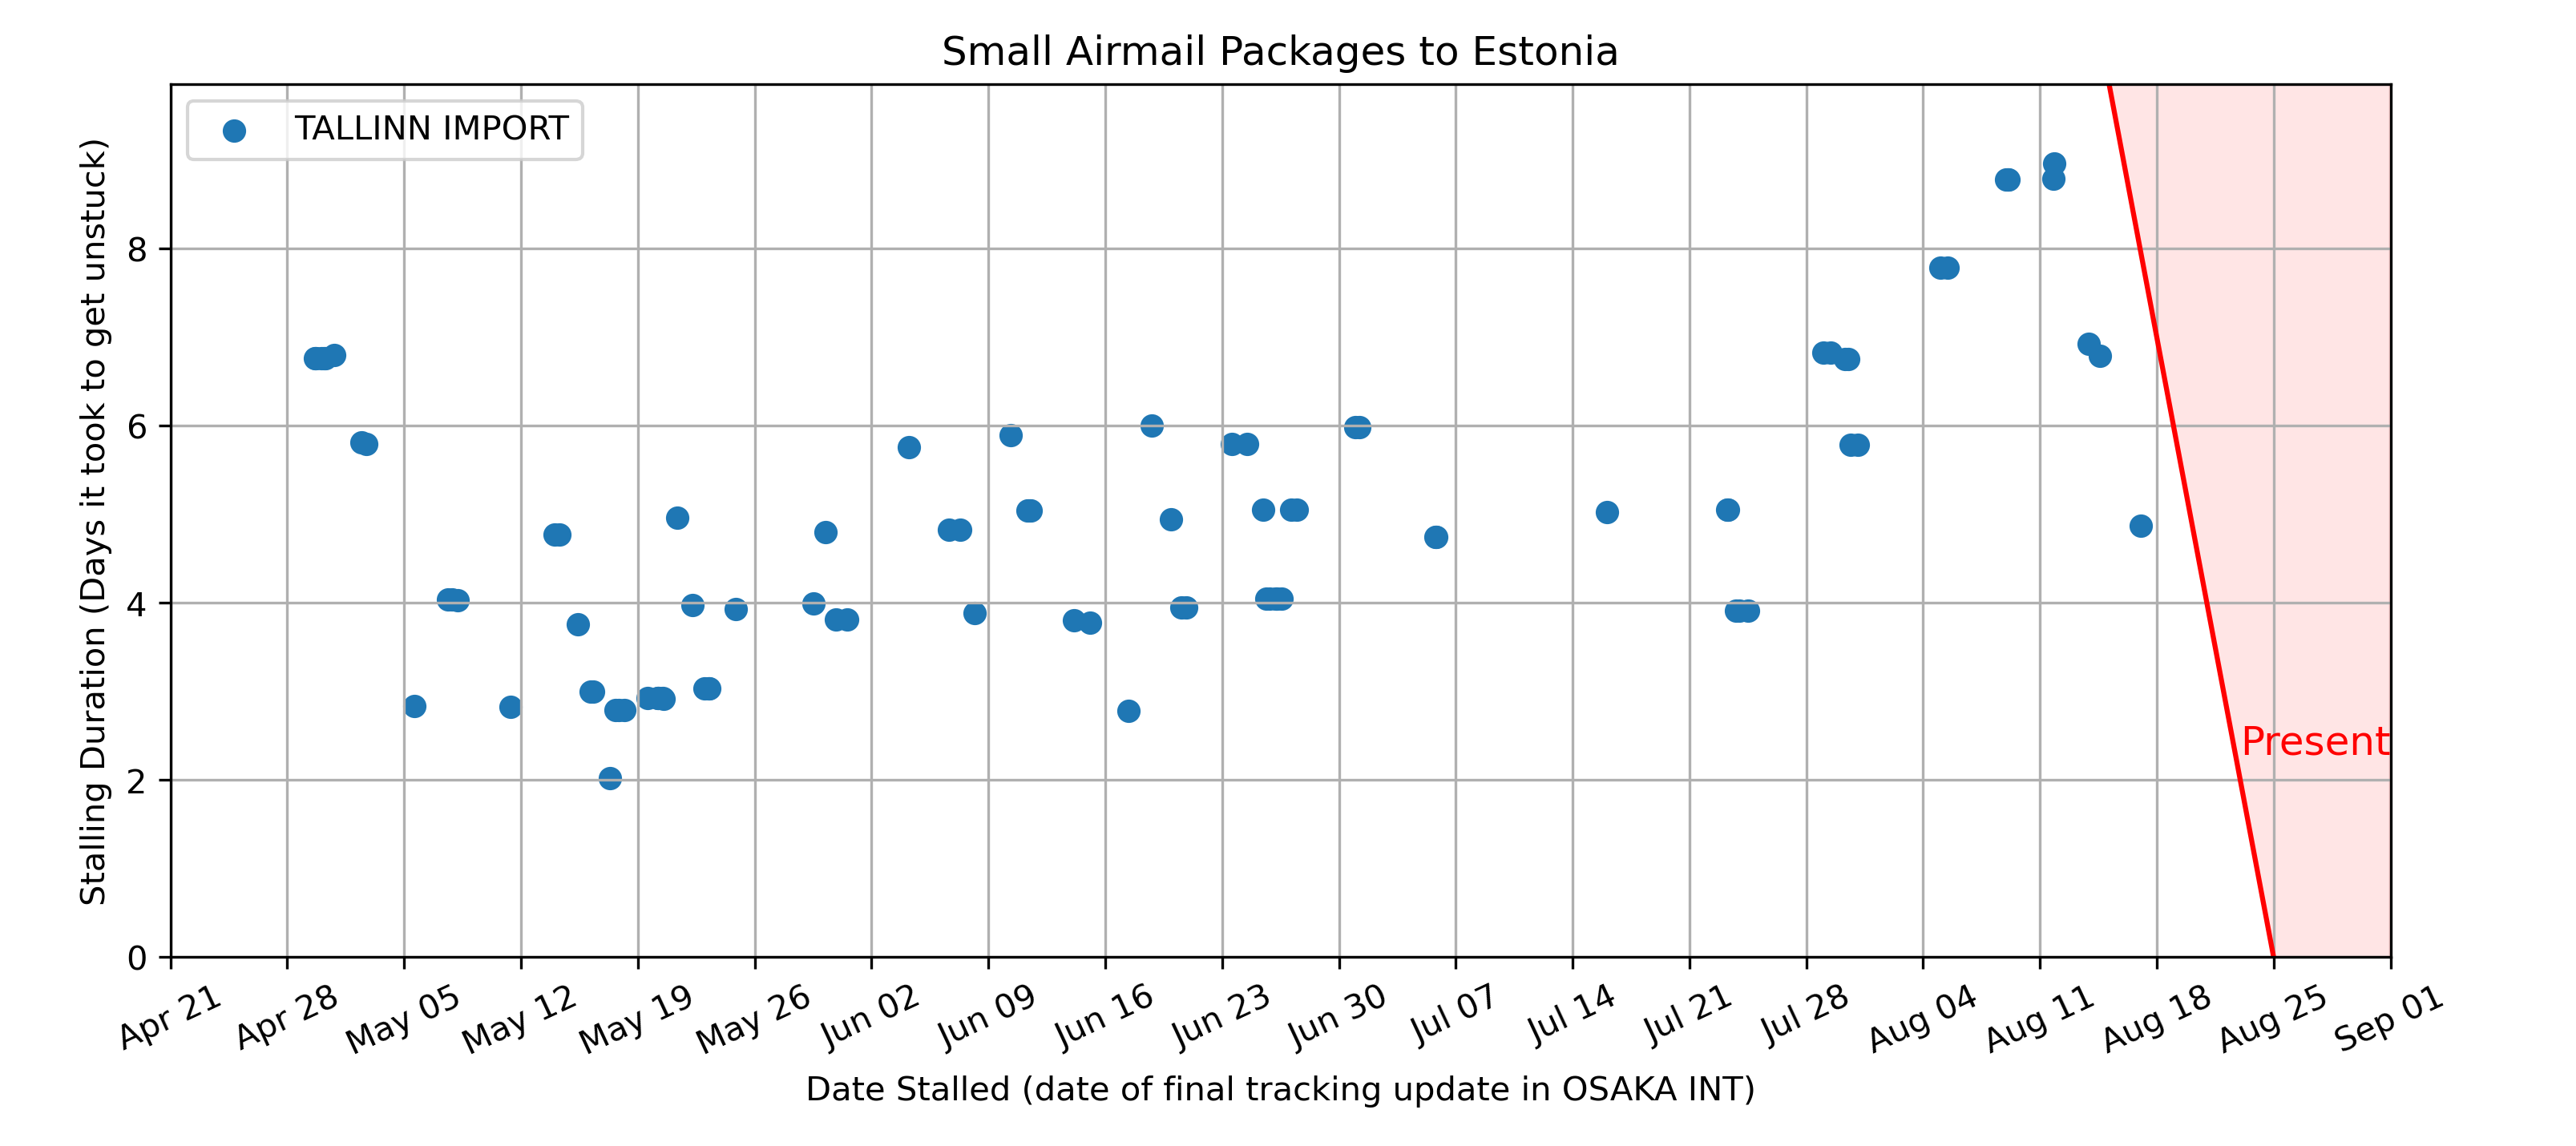 Small Airmail Packages to Estonia
TALLINN IMPORT
Stalling Duration (Days it took to get unstuck)
8
6
4
2
0
Present
Apr 21
Apr 28
May 05
May 12
May 19
May 26
Jun 02
Jun 09
Jun 16
Jun 23
Jun 30
Jul 07
Jul 14
Jul 21
Jul 28
Aug 04
Aug 11
Aug 18
Aug 25
Sep 01
Date Stalled (date of final tracking update in OSAKA INT)